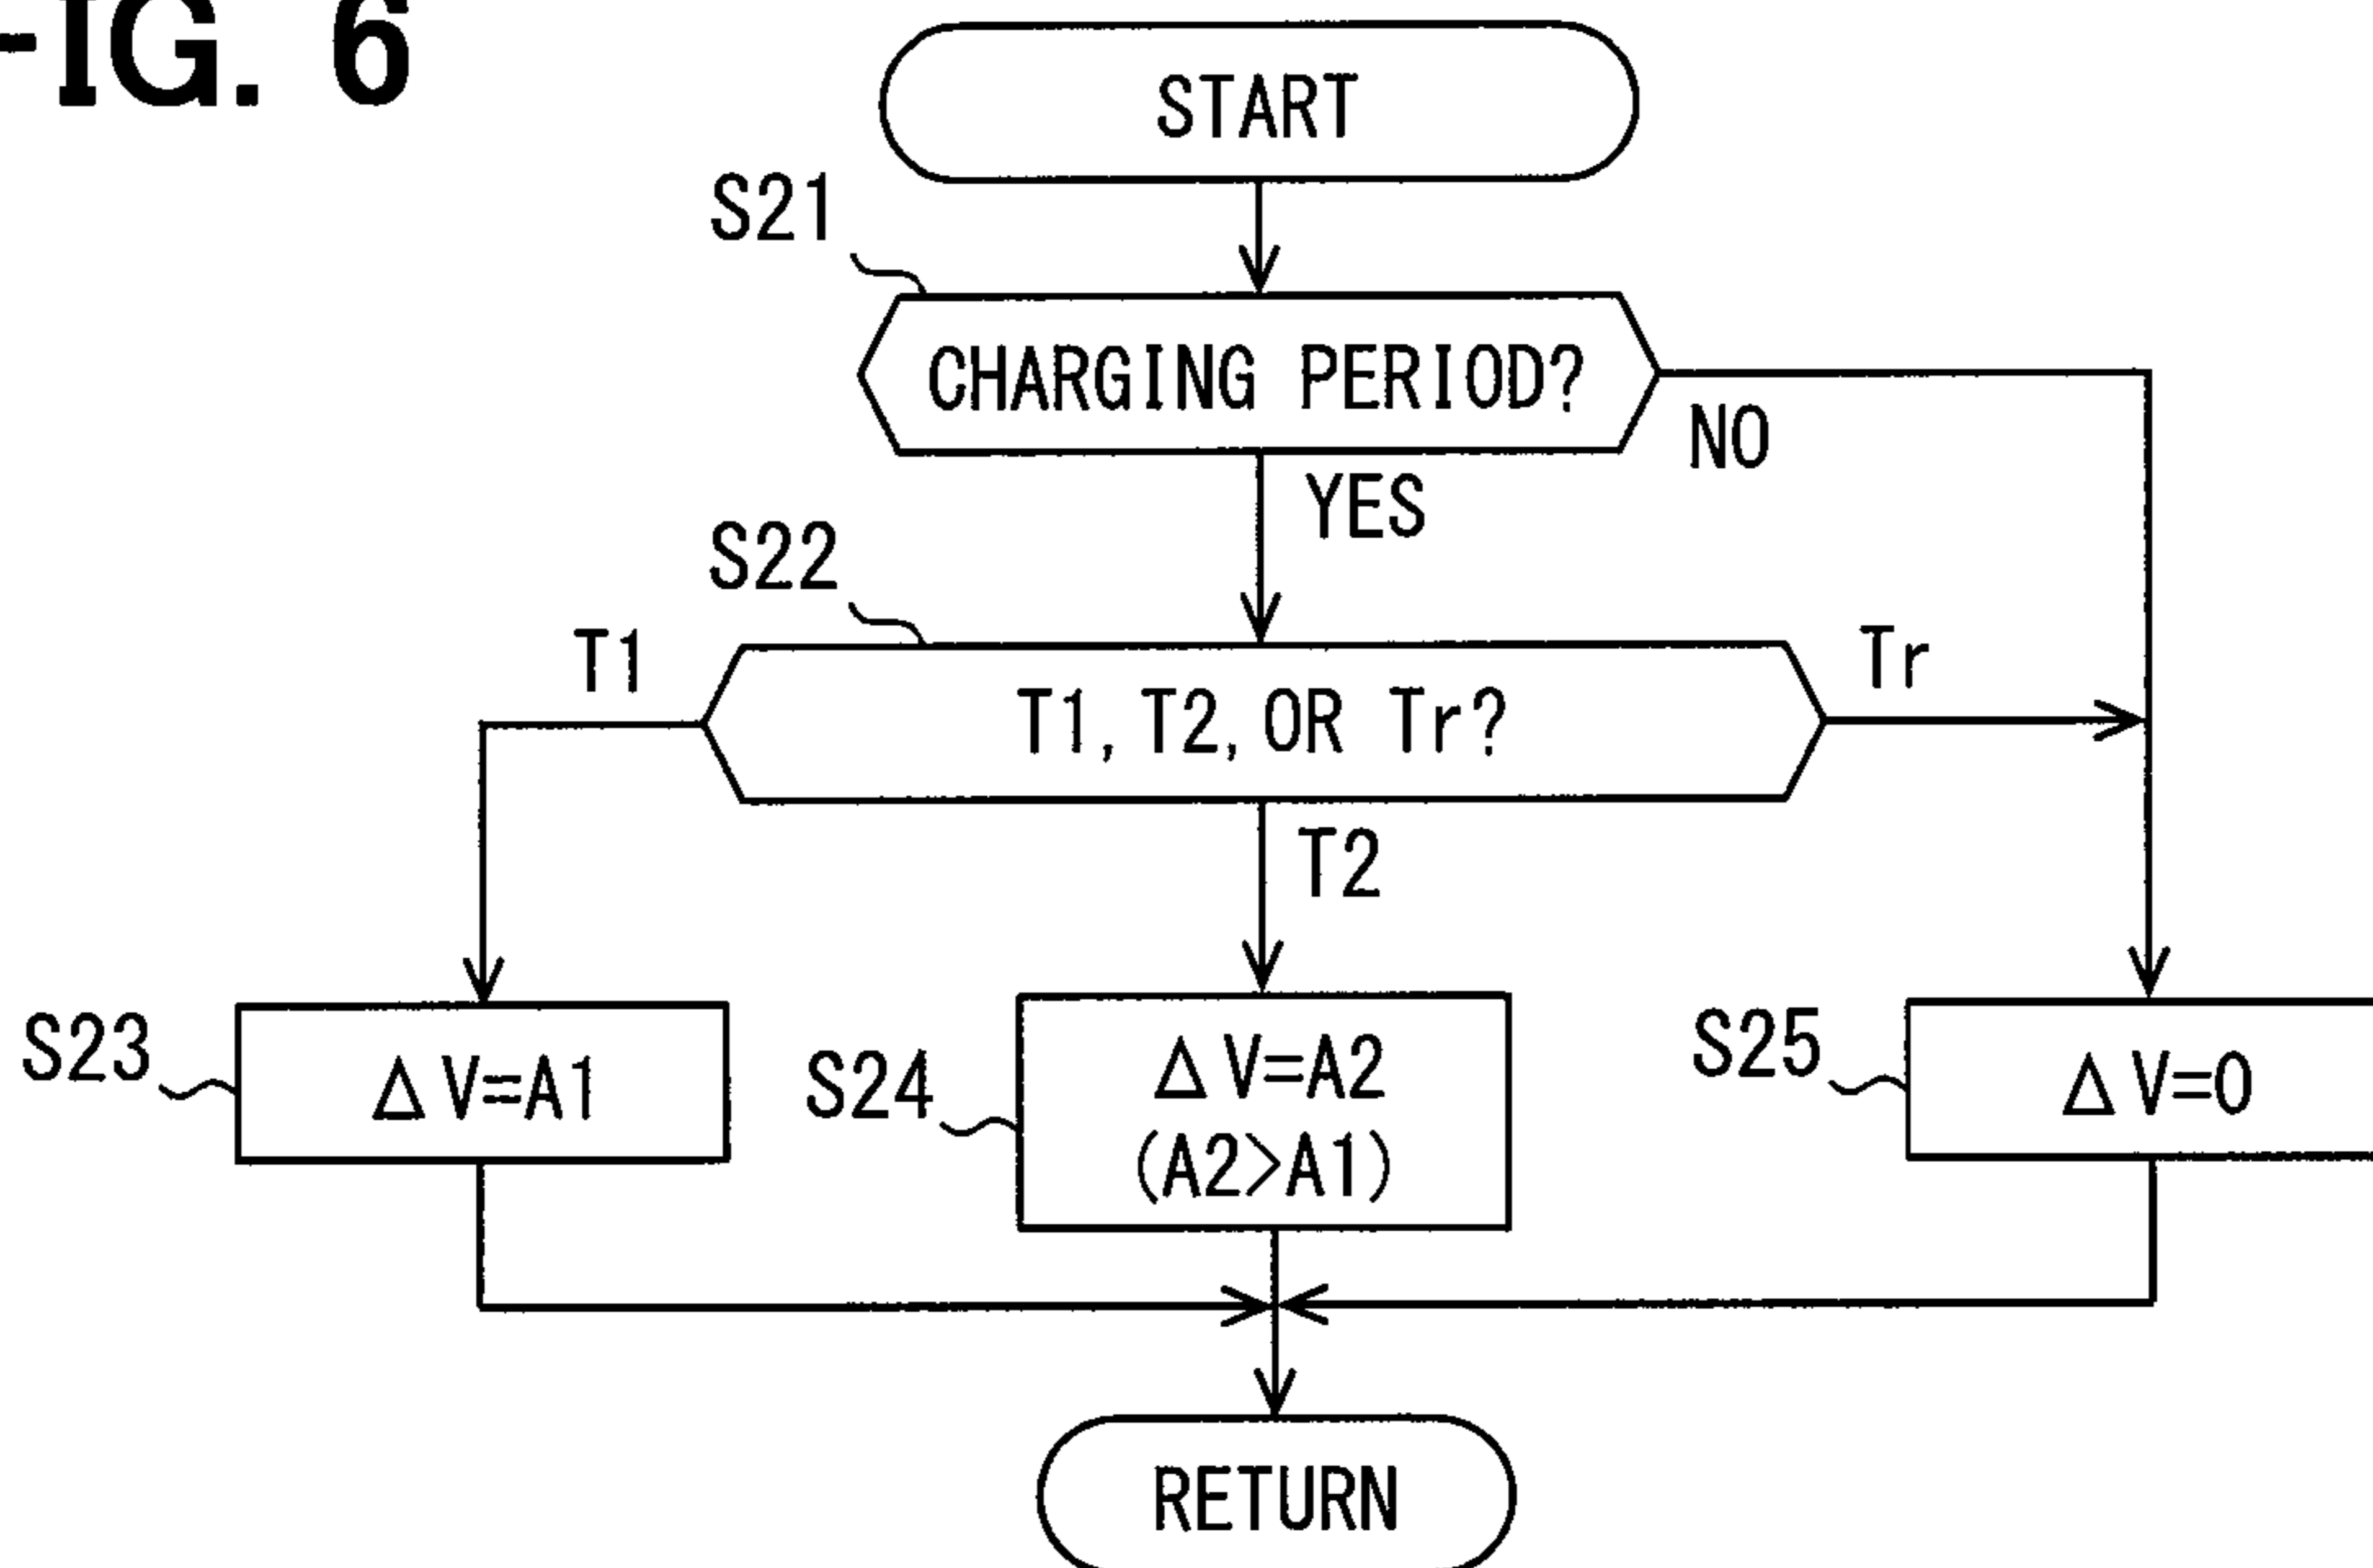 FIG. 6
START
S21
CHARGING PERIOD?
NO
YES
S22
T1
T1, T2, OR Tr?
Tr
T2
S23
ΔV=A1
S24
ΔV=A2
(A2>A1)
S25
ΔV=0
RETURN